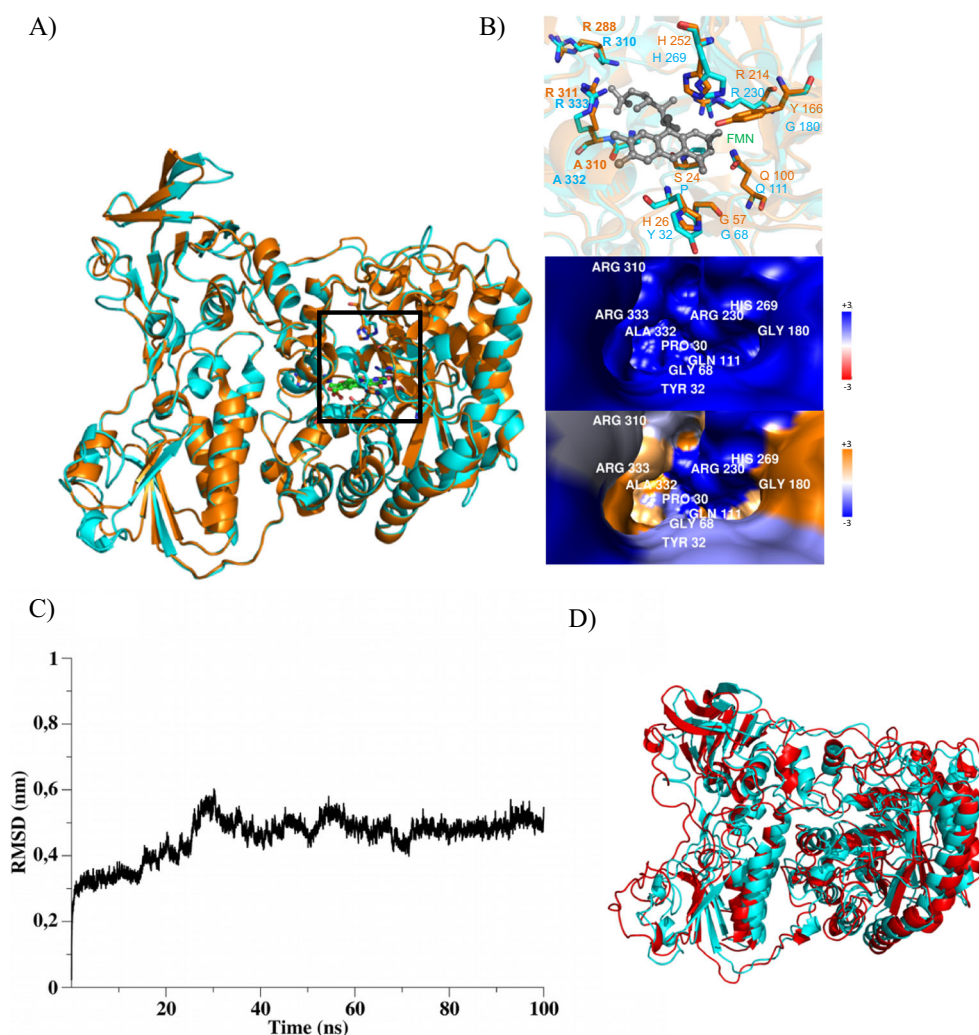 A)
B)
R 288
R 310
H 252
H 269
R 214
R 230
R 311
R 333
Y 166
G 180
FMN
A 310
A 332
S 24
P
Q 100
Q 111
H 26
Y 32
G 57
G 68
ARG 310
ARG 333
HIS 269
ARG 230
ALA 332
GLY 180
PRO 30
GLN 111
GLY 68
TYR 32
+3
-3
ARG 310
ARG 333
HIS 269
ARG 230
ALA 332
GLY 180
PRO 30
GLN 111
GLY 68
TYR 32
+3
-3
C)
1
0,8
0,6
0,4
0,2
0
RMSD (nm)
20
40
60
80
100
Time (ns)
D)